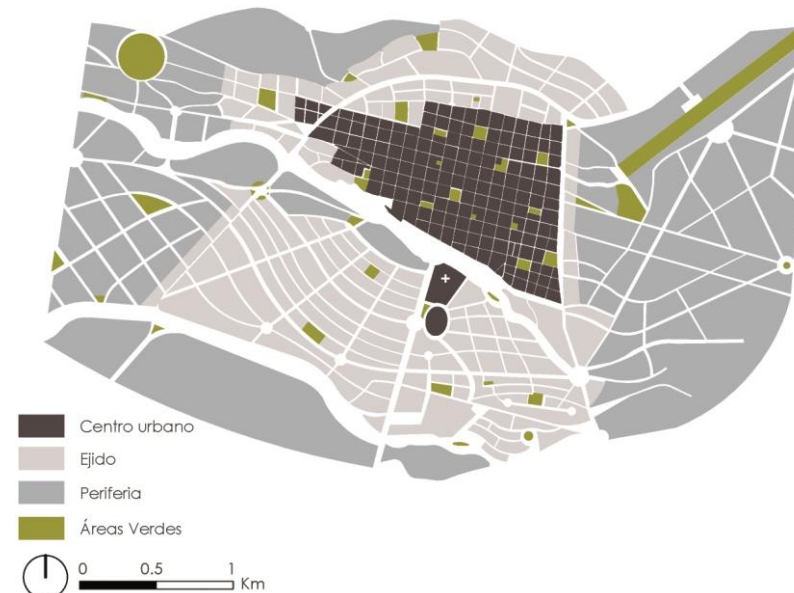 Centro urbano
Ejido
Periferia
Áreas Verdes
0 0.5 1
Km